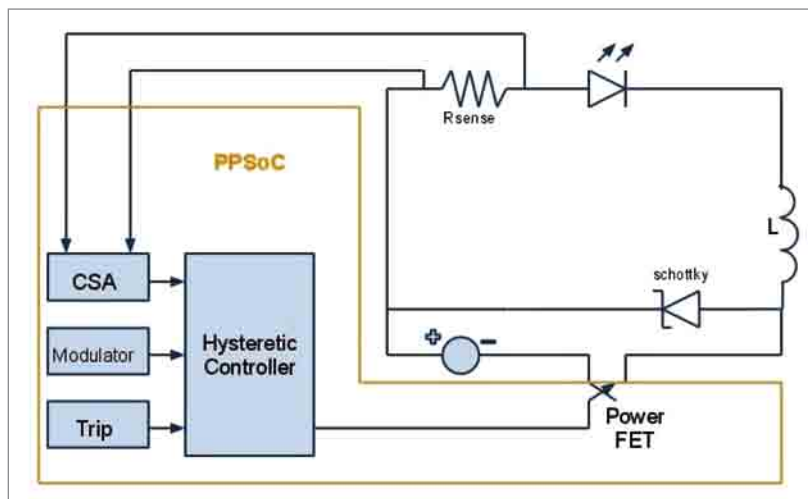 Rsense
PPSoC
L
schottky
CSA
+
-
Hysteretic
Controller
Modulator
Trip
Power
FET